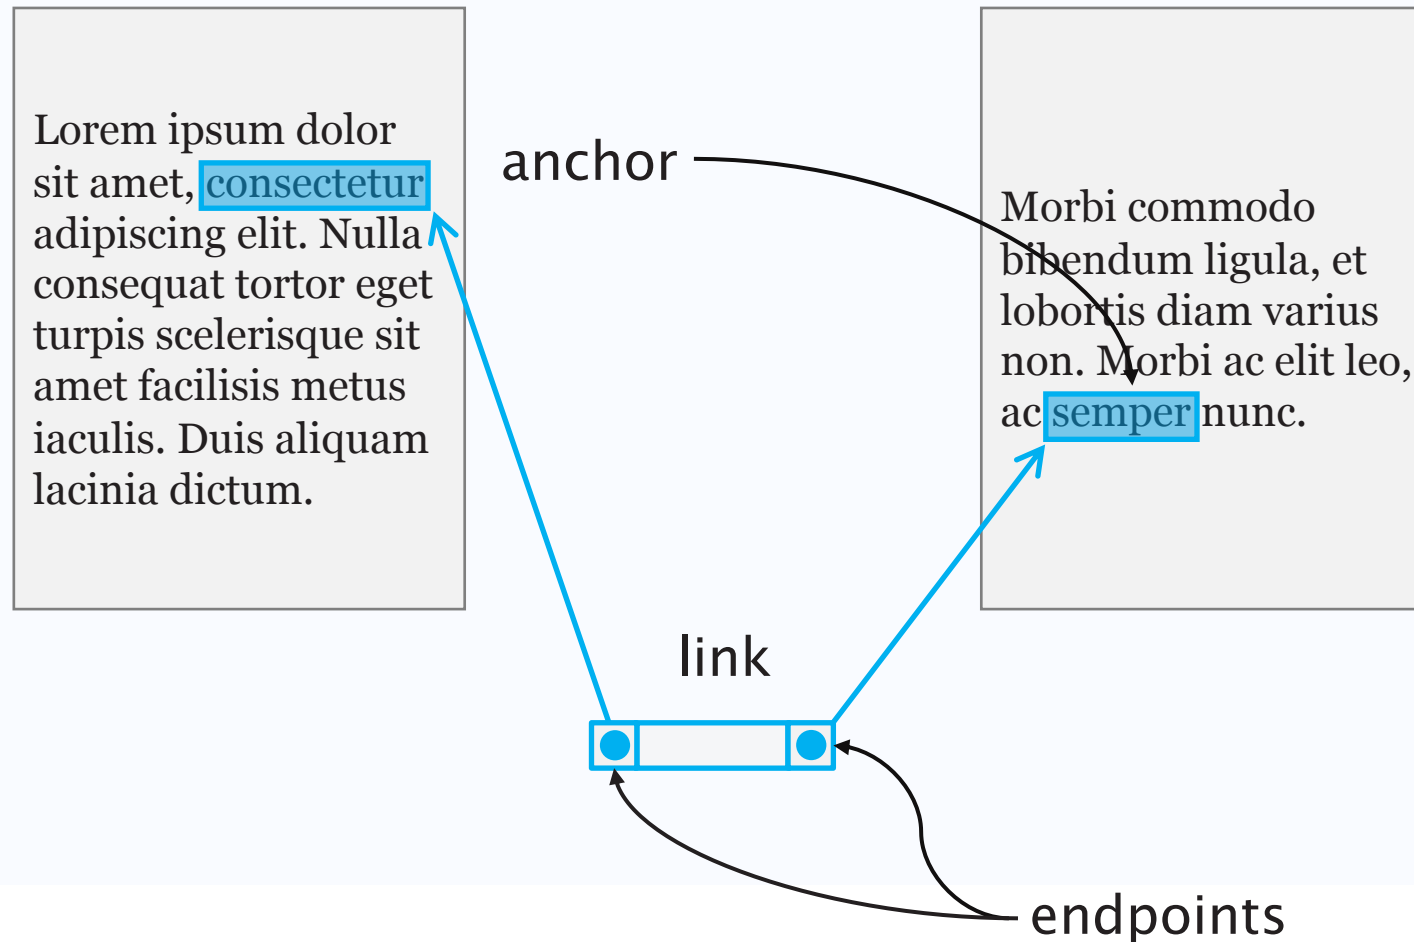 Lorem ipsum dolor
sit amet, consectetur
adipiscing elit. Nulla
consequat tortor eget
turpis scelerisque sit
amet facilisis metus
iaculis. Duis aliquam
lacinia dictum.
anchor
Morbi commodo
bibendum ligula, et
lobortis diam varius
non. Morbi ac elit leo,
ac semper nunc.
link
endpoints